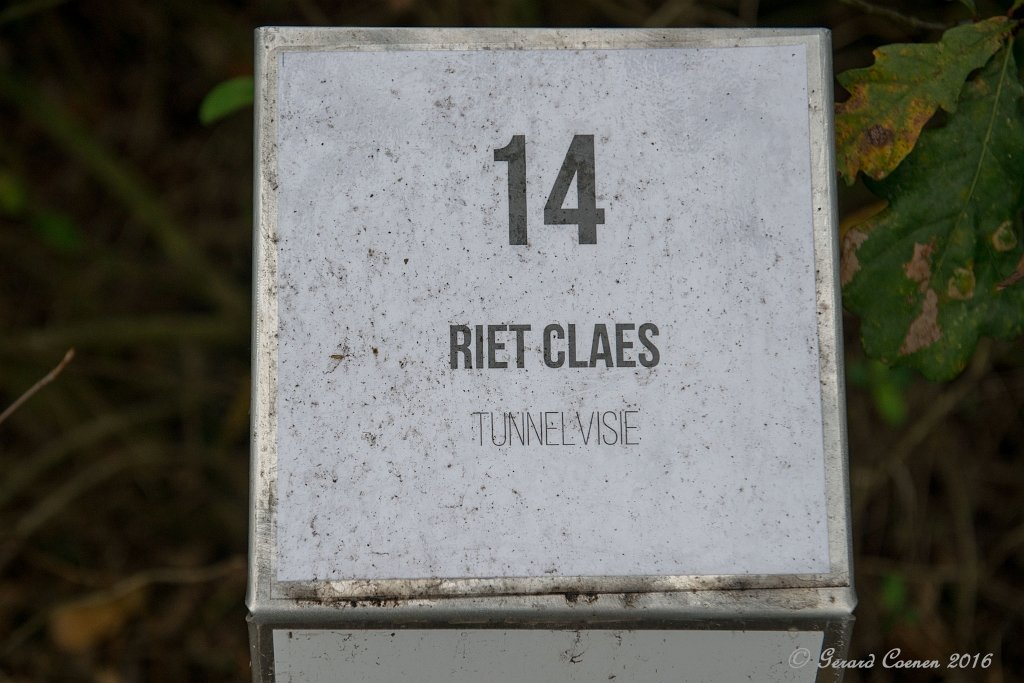 14
RIET CLAES
TUNNELVISIE
© Gerard Coenen 2016